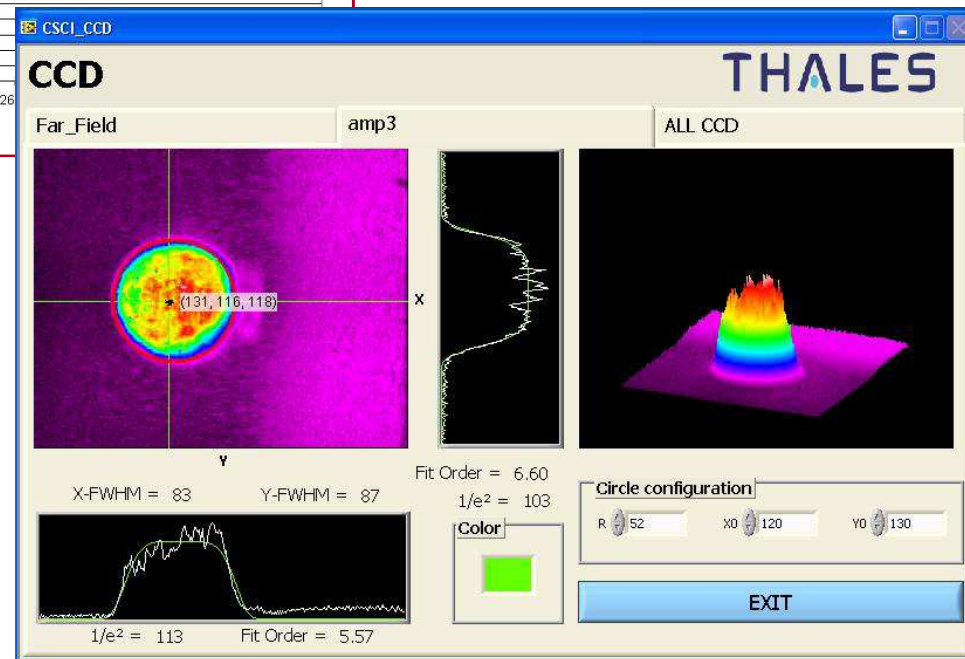 CSCI_CCD
CCD
THALES
26
Far_Field
amp3
ALL CCD
(131, 116, 118)
X
Y
Fit Order = 6.60
X-FWHM = 83
Y-FWHM = 87
1/e² = 103
Circle configuration
R 52
X0 120
Y0 130
Color
EXIT
1/e² = 113
Fit Order = 5.57